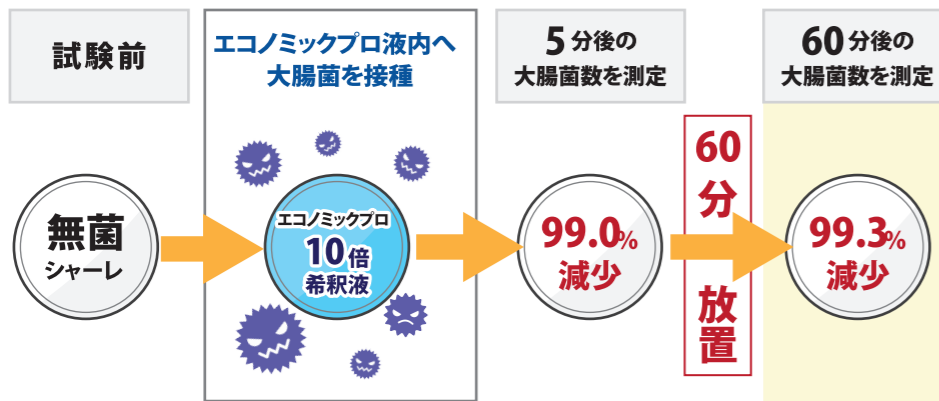 試験前
エコノミックプロ液内へ
大腸菌を接種
5分後の
大腸菌数を測定
60分後の
大腸菌数を測定
無菌
シャーレ
エコノミックプロ
10倍
希釈液
99.0%
減少
60分 放置
99.3%
減少